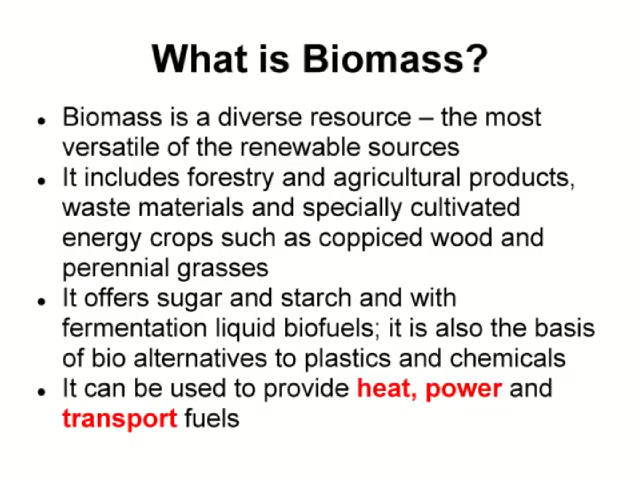 What is Biomass?
• Biomass is a diverse resource – the most
versatile of the renewable sources
• It includes forestry and agricultural products,
waste materials and specially cultivated
energy crops such as coppiced wood and
perennial grasses
• It offers sugar and starch and with
fermentation liquid biofuels; it is also the basis
of bio alternatives to plastics and chemicals
• It can be used to provide heat, power and
transport fuels